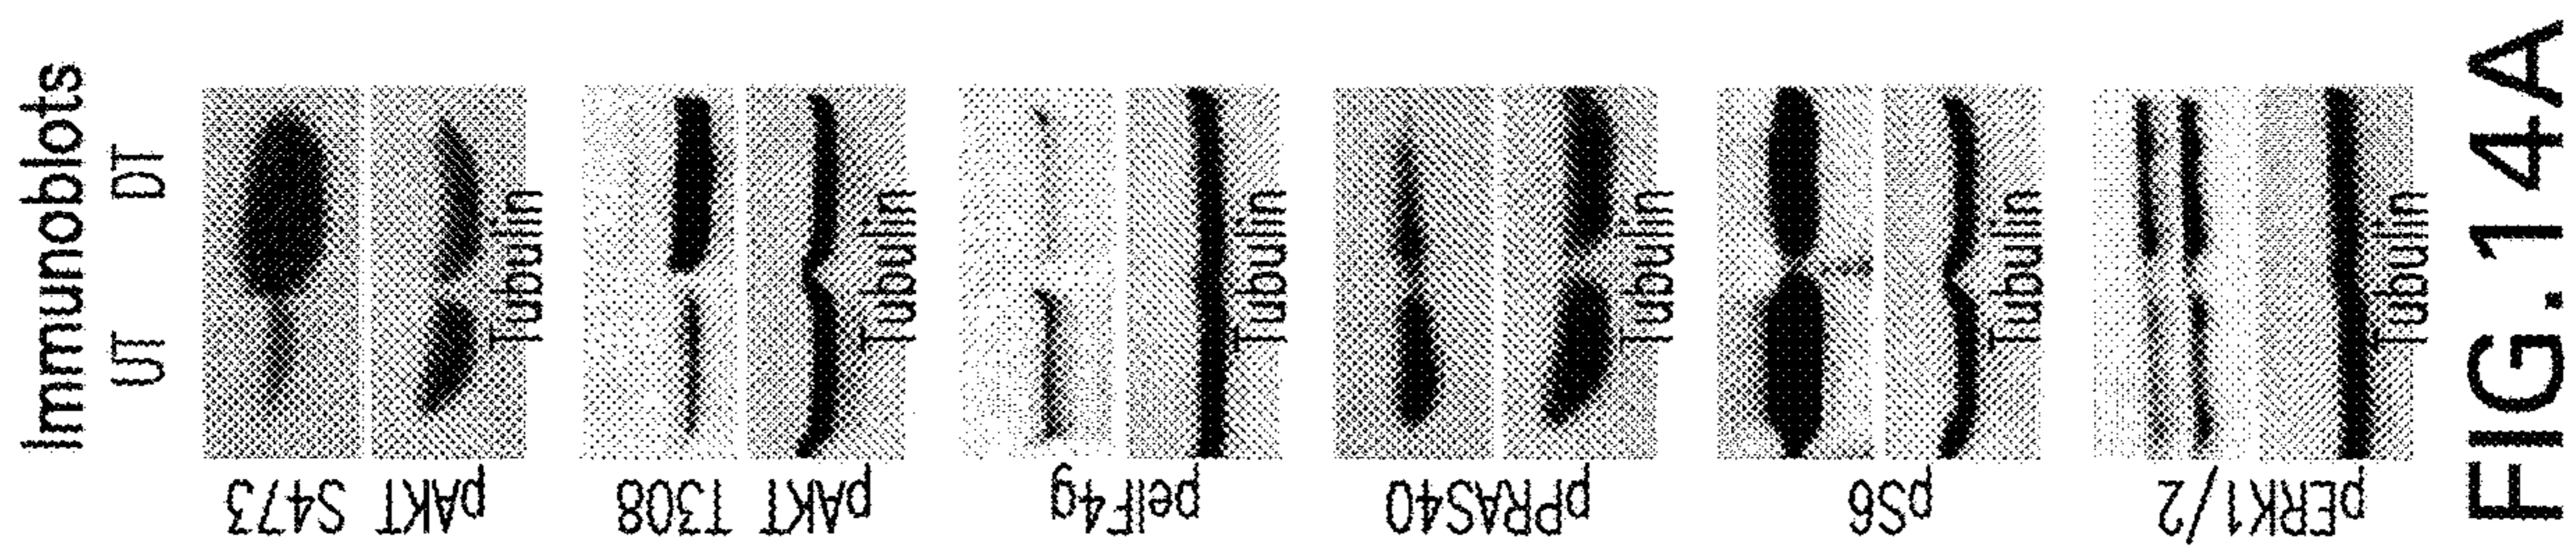 Immunoblots
UT DT
pAKT S473
Tubulin
pAKT T308
Tubulin
peIF4g
Tubulin
pPRAS40
Tubulin
pS6
Tubulin
pERK1/2
Tubulin
FIG. 14A